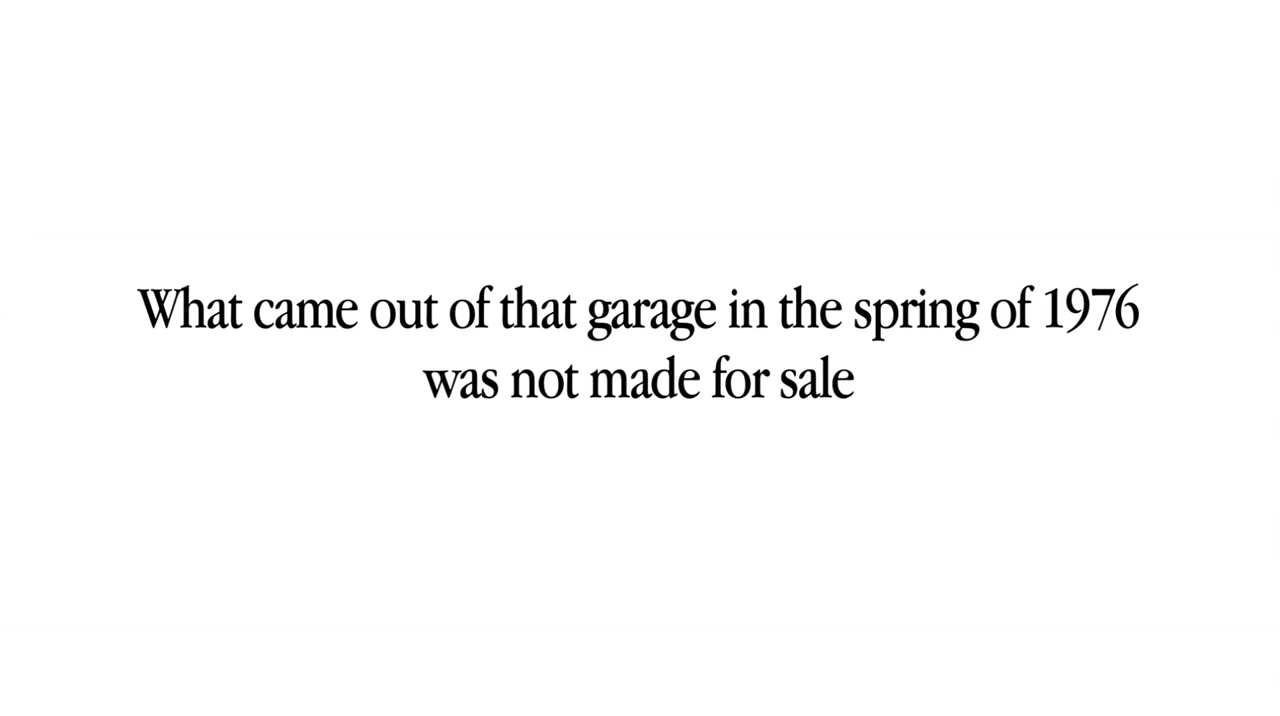 What came out of that garage in the spring of 1976
was not made for sale